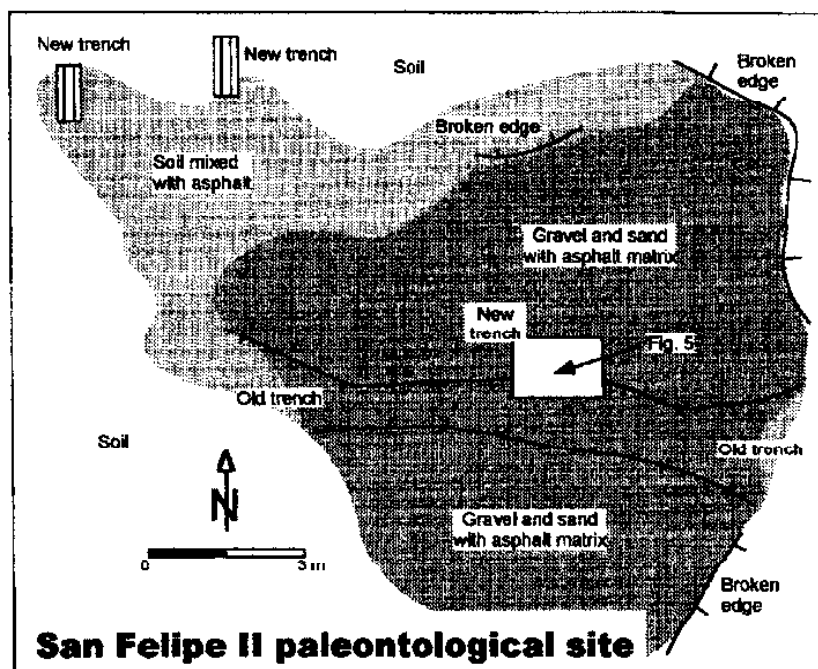 New trench
New trench
Soil
Broken
edge
Broken edge
Soil mixed
with asphalt
Gravel and sand
with asphalt matrix
New
trench
Fig. 5
Old trench
Soil
Old trench
N
Gravel and sand
with asphalt matrix
0 3 m
Broken
edge
San Felipe II paleontological site